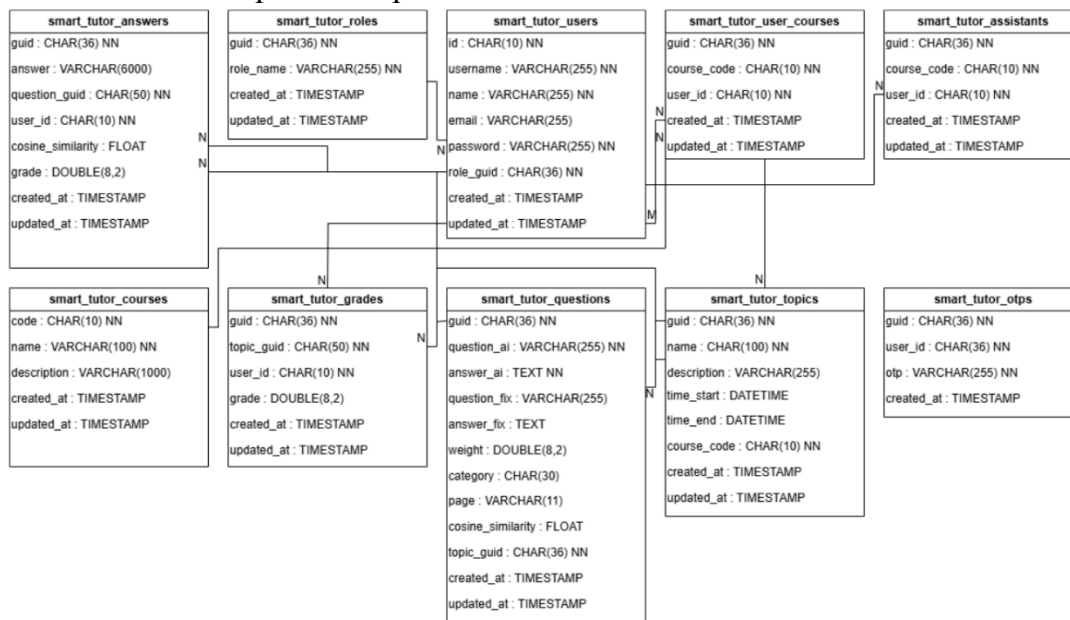 smart_tutor_answers
guid : CHAR(36) NN
answer : VARCHAR(6000)
question_guid : CHAR(50) NN
user_id : CHAR(10) NN
cosine_similarity : FLOAT
grade : DOUBLE(8,2)
created_at : TIMESTAMP
updated_at : TIMESTAMP
N
N
smart_tutor_roles
guid : CHAR(36) NN
role_name : VARCHAR(255) NN
created_at : TIMESTAMP
updated_at : TIMESTAMP
N
smart_tutor_users
id : CHAR(10) NN
username : VARCHAR(255) NN
name : VARCHAR(255) NN
email : VARCHAR(255)
password : VARCHAR(255) NN
role_guid : CHAR(36) NN
created_at : TIMESTAMP
updated_at : TIMESTAMP
M
N
N
smart_tutor_user_courses
guid : CHAR(36) NN
course_code : CHAR(10) NN
user_id : CHAR(10) NN
created_at : TIMESTAMP
updated_at : TIMESTAMP
N
smart_tutor_assistants
guid : CHAR(36) NN
course_code : CHAR(10) NN
user_id : CHAR(10) NN
created_at : TIMESTAMP
updated_at : TIMESTAMP
smart_tutor_courses
code : CHAR(10) NN
name : VARCHAR(100) NN
description : VARCHAR(1000)
created_at : TIMESTAMP
updated_at : TIMESTAMP
N
smart_tutor_grades
guid : CHAR(36) NN
topic_guid : CHAR(50) NN
user_id : CHAR(10) NN
grade : DOUBLE(8,2)
created_at : TIMESTAMP
updated_at : TIMESTAMP
N
smart_tutor_questions
guid : CHAR(36) NN
question_ai : VARCHAR(255) NN
answer_ai : TEXT NN
question_fix : VARCHAR(255)
answer_fix : TEXT
weight : DOUBLE(8,2)
category : CHAR(30)
page : VARCHAR(11)
cosine_similarity : FLOAT
topic_guid : CHAR(36) NN
created_at : TIMESTAMP
updated_at : TIMESTAMP
N
N
smart_tutor_topics
guid : CHAR(36) NN
name : CHAR(100) NN
description : VARCHAR(255)
time_start : DATETIME
time_end : DATETIME
course_code : CHAR(10) NN
created_at : TIMESTAMP
updated_at : TIMESTAMP
smart_tutor_otps
guid : CHAR(36) NN
user_id : CHAR(36) NN
otp : VARCHAR(255) NN
created_at : TIMESTAMP